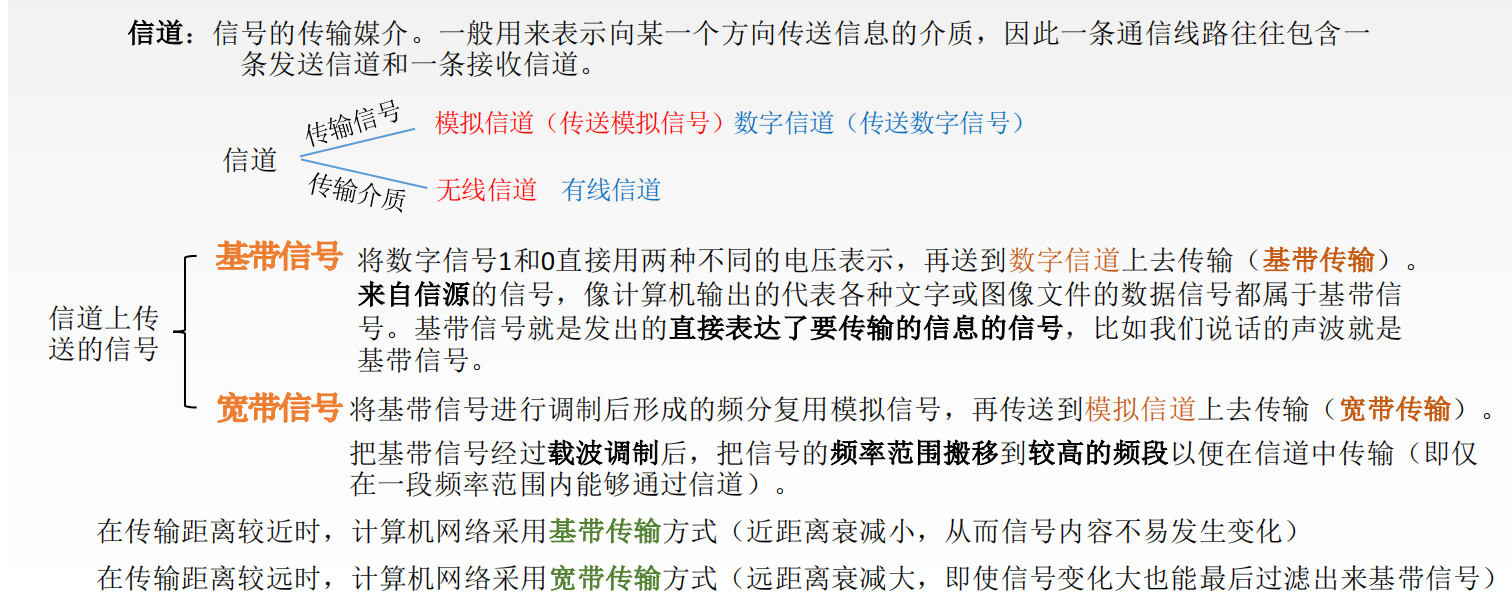 信道：信号的传输媒介。一般用来表示向某一个方向传送信息的介质，因此一条通信线路往往包含一
条发送信道和一条接收信道。
传输信号
模拟信道（传送模拟信号）数字信道（传送数字信号）
信道
传输介质
无线信道 有线信道
基带信号 将数字信号1和0直接用两种不同的电压表示，再送到数字信道上去传输（基带传输）。
来自信源的信号，像计算机输出的代表各种文字或图像文件的数据信号都属于基带信
号。基带信号就是发出的直接表达了要传输的信息的信号，比如我们说话的声波就是
基带信号。
信道上传
送的信号
宽带信号 将基带信号进行调制后形成的频分复用模拟信号，再传送到模拟信道上去传输（宽带传输）。
把基带信号经过载波调制后，把信号的频率范围搬移到较高的频段以便在信道中传输（即仅
在一段频率范围内能够通过信道）。
在传输距离较近时，计算机网络采用基带传输方式（近距离衰减小，从而信号内容不易发生变化）
在传输距离较远时，计算机网络采用宽带传输方式（远距离衰减大，即使信号变化大也能最后过滤出来基带信号）